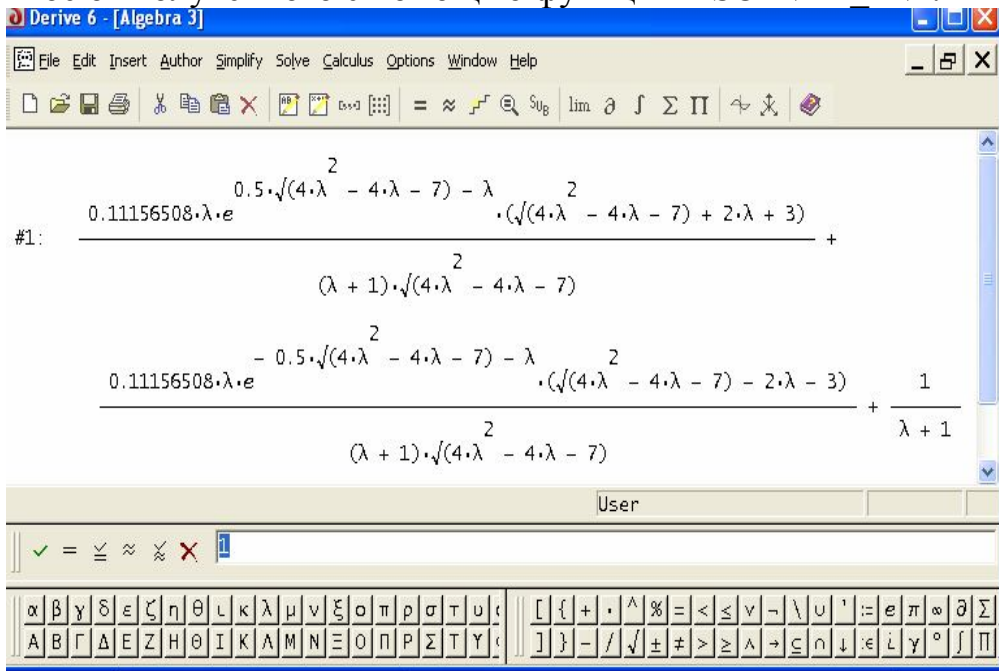 Derive 6 - [Algebra 3]
File Edit Insert Author Simplify Solve Calculus Options Window Help
= ≈ SUB lim ∂ ∫ Σ Π
2
0.5·√(4·λ - 4·λ - 7) - λ 2
0.11156508·λ·e ·(√(4·λ - 4·λ - 7) + 2·λ + 3)
#1: +
2
(λ + 1)·√(4·λ - 4·λ - 7)
2
- 0.5·√(4·λ - 4·λ - 7) - λ 2
0.11156508·λ·e ·(√(4·λ - 4·λ - 7) - 2·λ - 3) 1
+
2 λ + 1
(λ + 1)·√(4·λ - 4·λ - 7)
User
= ≈ 1
α β γ δ ε ζ η θ ι κ λ μ ν ξ ο π ρ σ τ υ [ { + · ^ % = < ≤ ∨ ¬ \ ∪ ' := e π ∞ ∂ Σ
Α Β Γ Δ Ε Ζ Η Θ Ι Κ Λ Μ Ν Ξ Ο Π Ρ Σ Τ Υ ] } - / √ ± ≠ > ≥ ∧ → ⊆ ∩ ↓ :∈ î γ ° ∫ Π